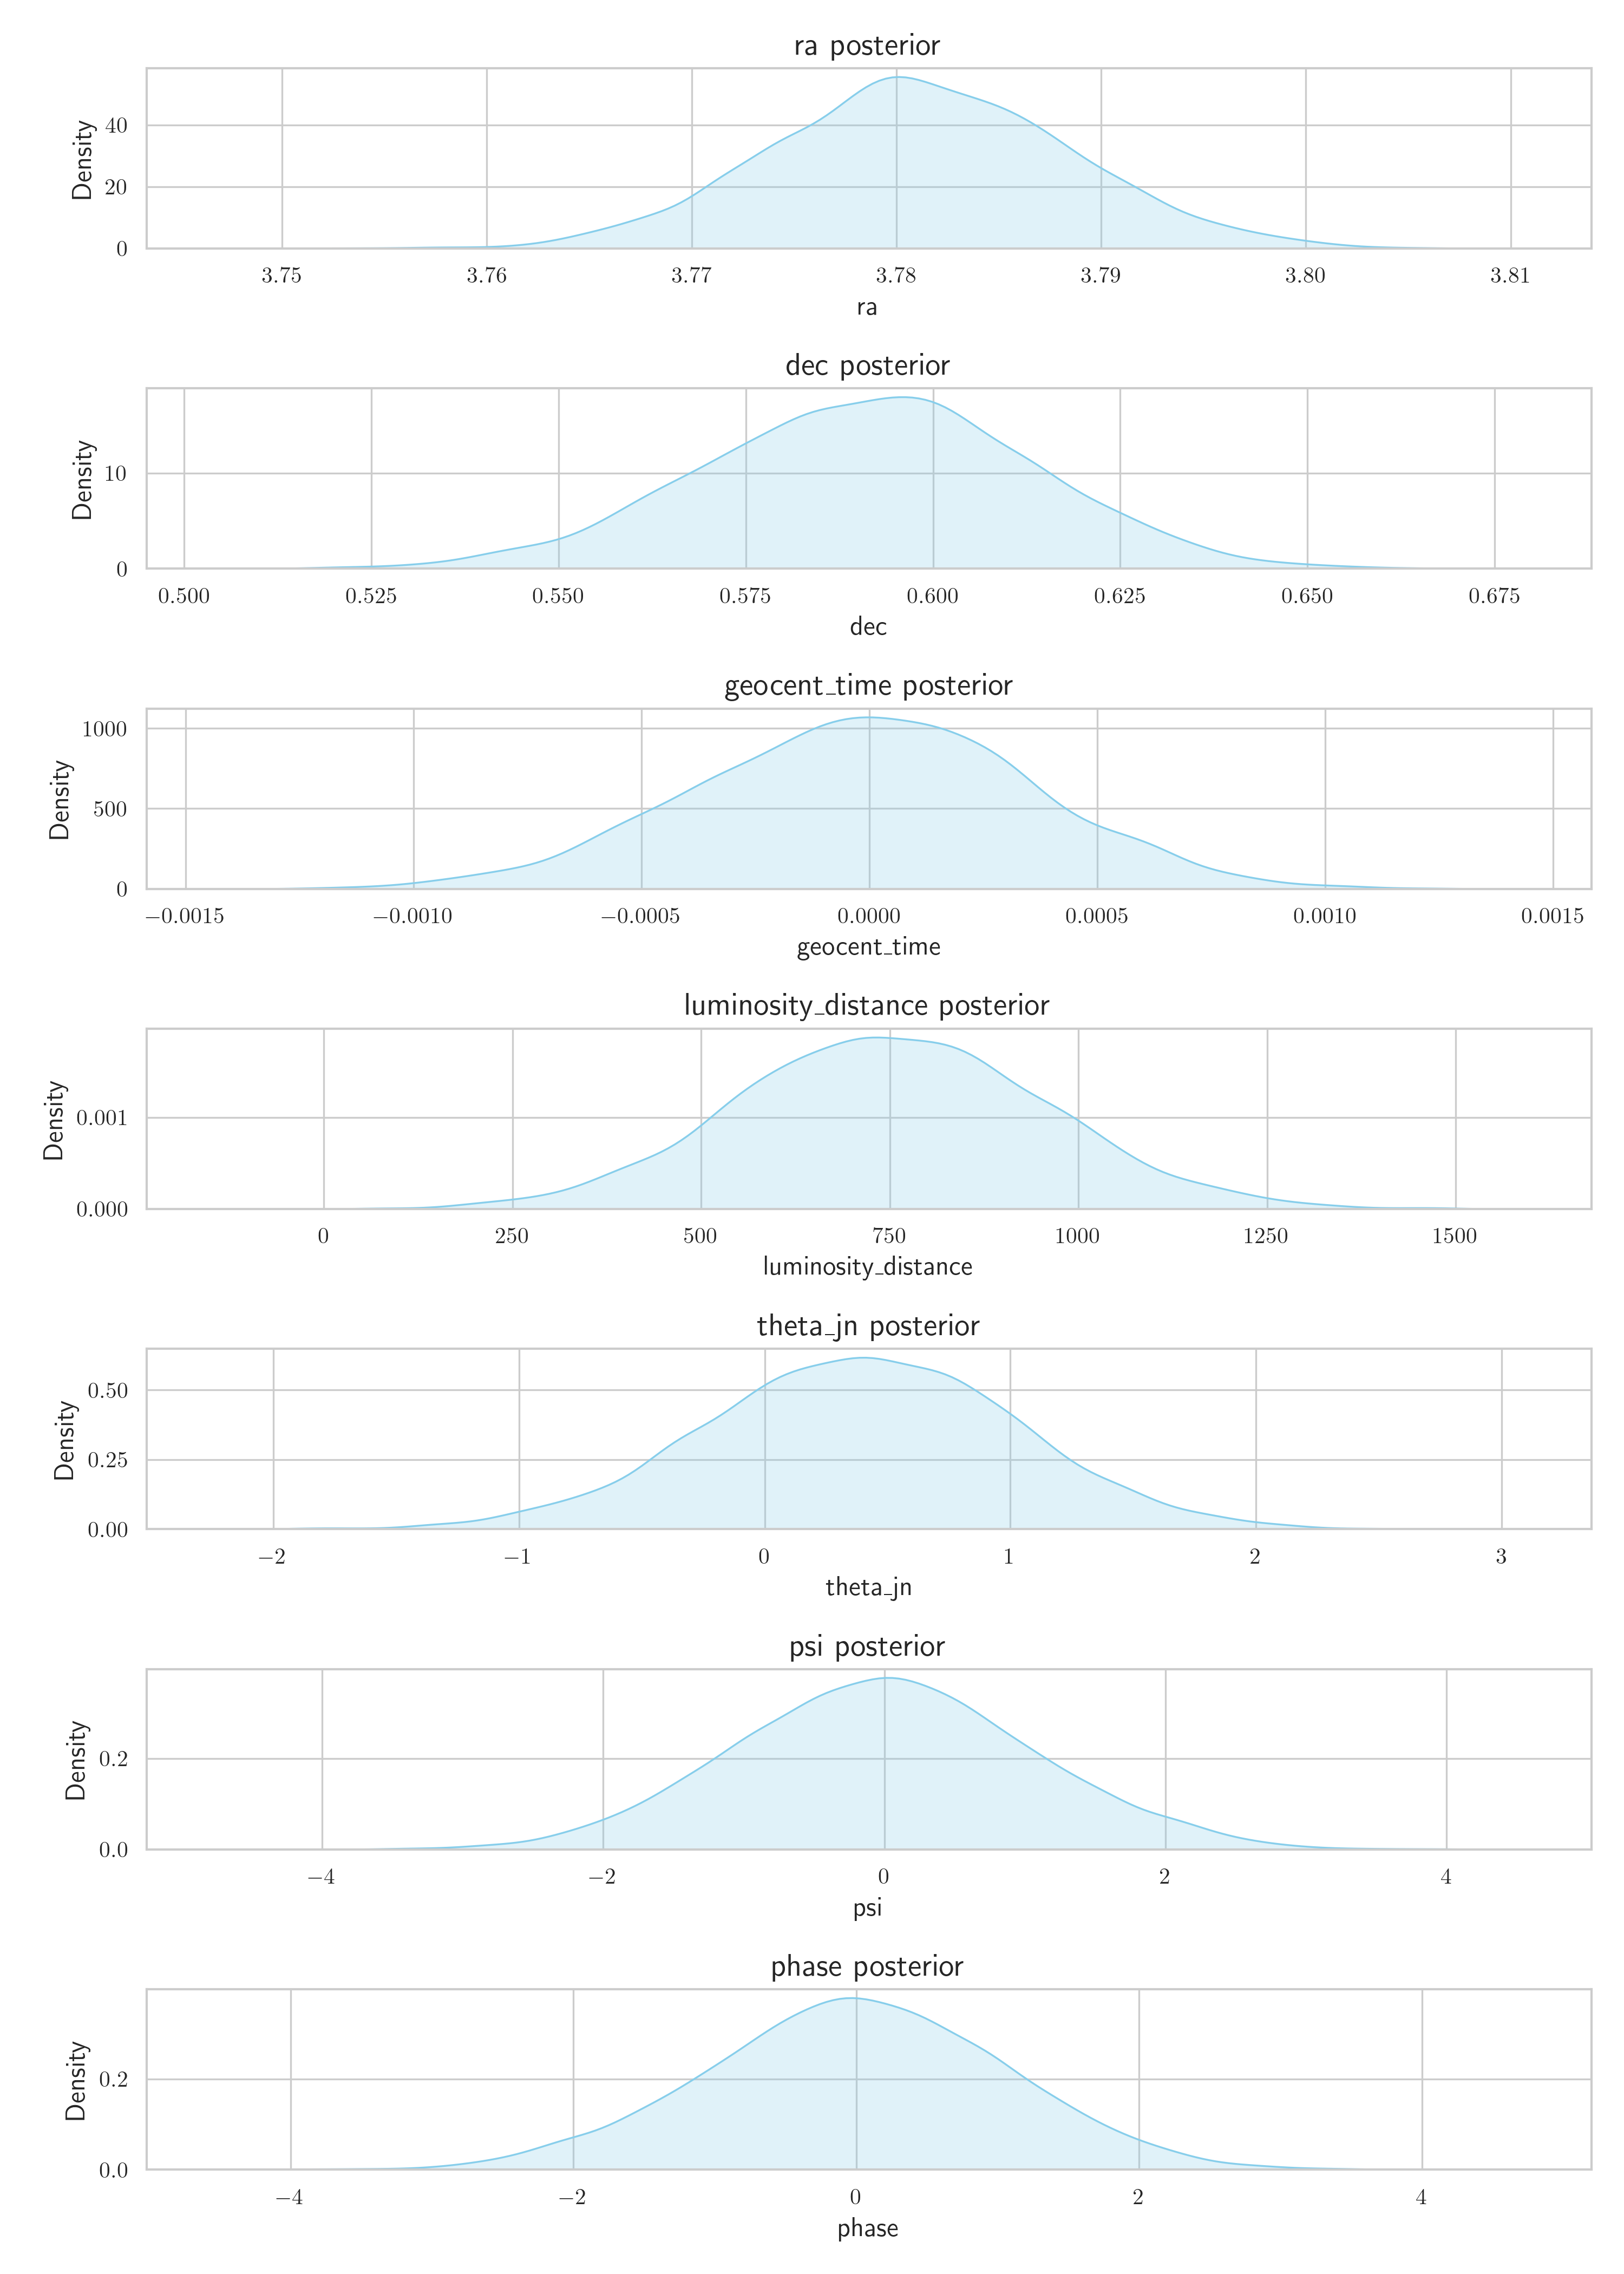 ra posterior
Density
40
20
0
3.75 3.76 3.77 3.78 3.79 3.80 3.81
ra
dec posterior
Density
10
0
0.500 0.525 0.550 0.575 0.600 0.625 0.650 0.675
dec
geocent_time posterior
Density
1000
500
0
−0.0015 −0.0010 −0.0005 0.0000 0.0005 0.0010 0.0015
geocent_time
luminosity_distance posterior
Density
0.001
0.000
0 250 500 750 1000 1250 1500
luminosity_distance
theta_jn posterior
Density
0.50
0.25
0.00
−2 −1 0 1 2 3
theta_jn
psi posterior
Density
0.2
0.0
−4 −2 0 2 4
psi
phase posterior
Density
0.2
0.0
−4 −2 0 2 4
phase